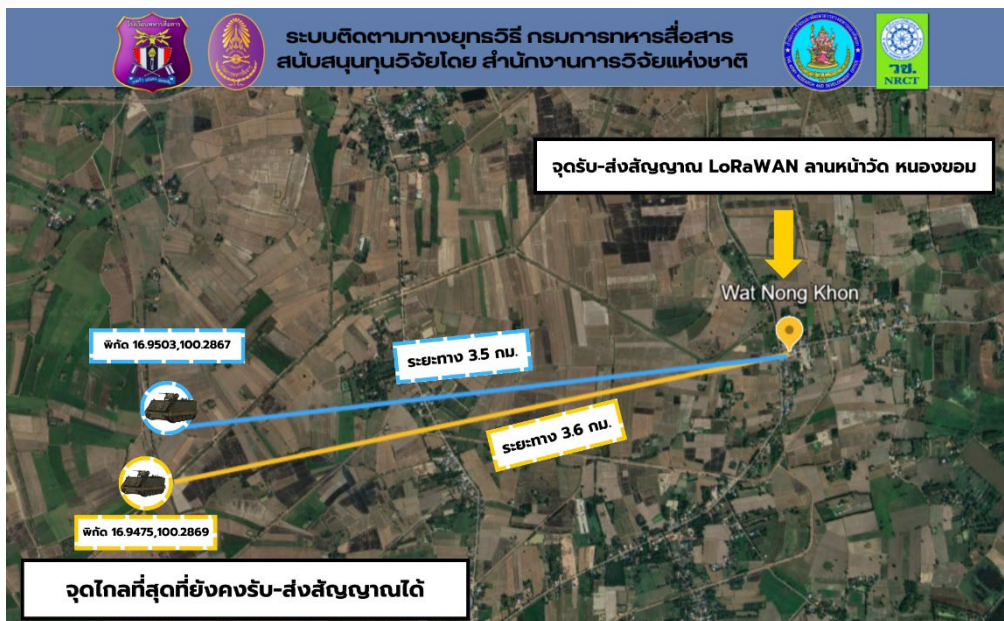 ระบบติดตามทางยุทธวิธี กรมการทหารสื่อสาร
สนับสนุนทุนวิจัยโดย สำนักงานการวิจัยแห่งชาติ
วช.
NRCT
จุดรับ-ส่งสัญญาณ LoRaWAN ลานหน้าวัด หนองขอม
Wat Nong Khon
พิกัด 16.9503,100.2867
ระยะทาง 3.5 กม.
ระยะทาง 3.6 กม.
พิกัด 16.9475,100.2869
จุดไกลที่สุดที่ยังคงรับ-ส่งสัญญาณได้